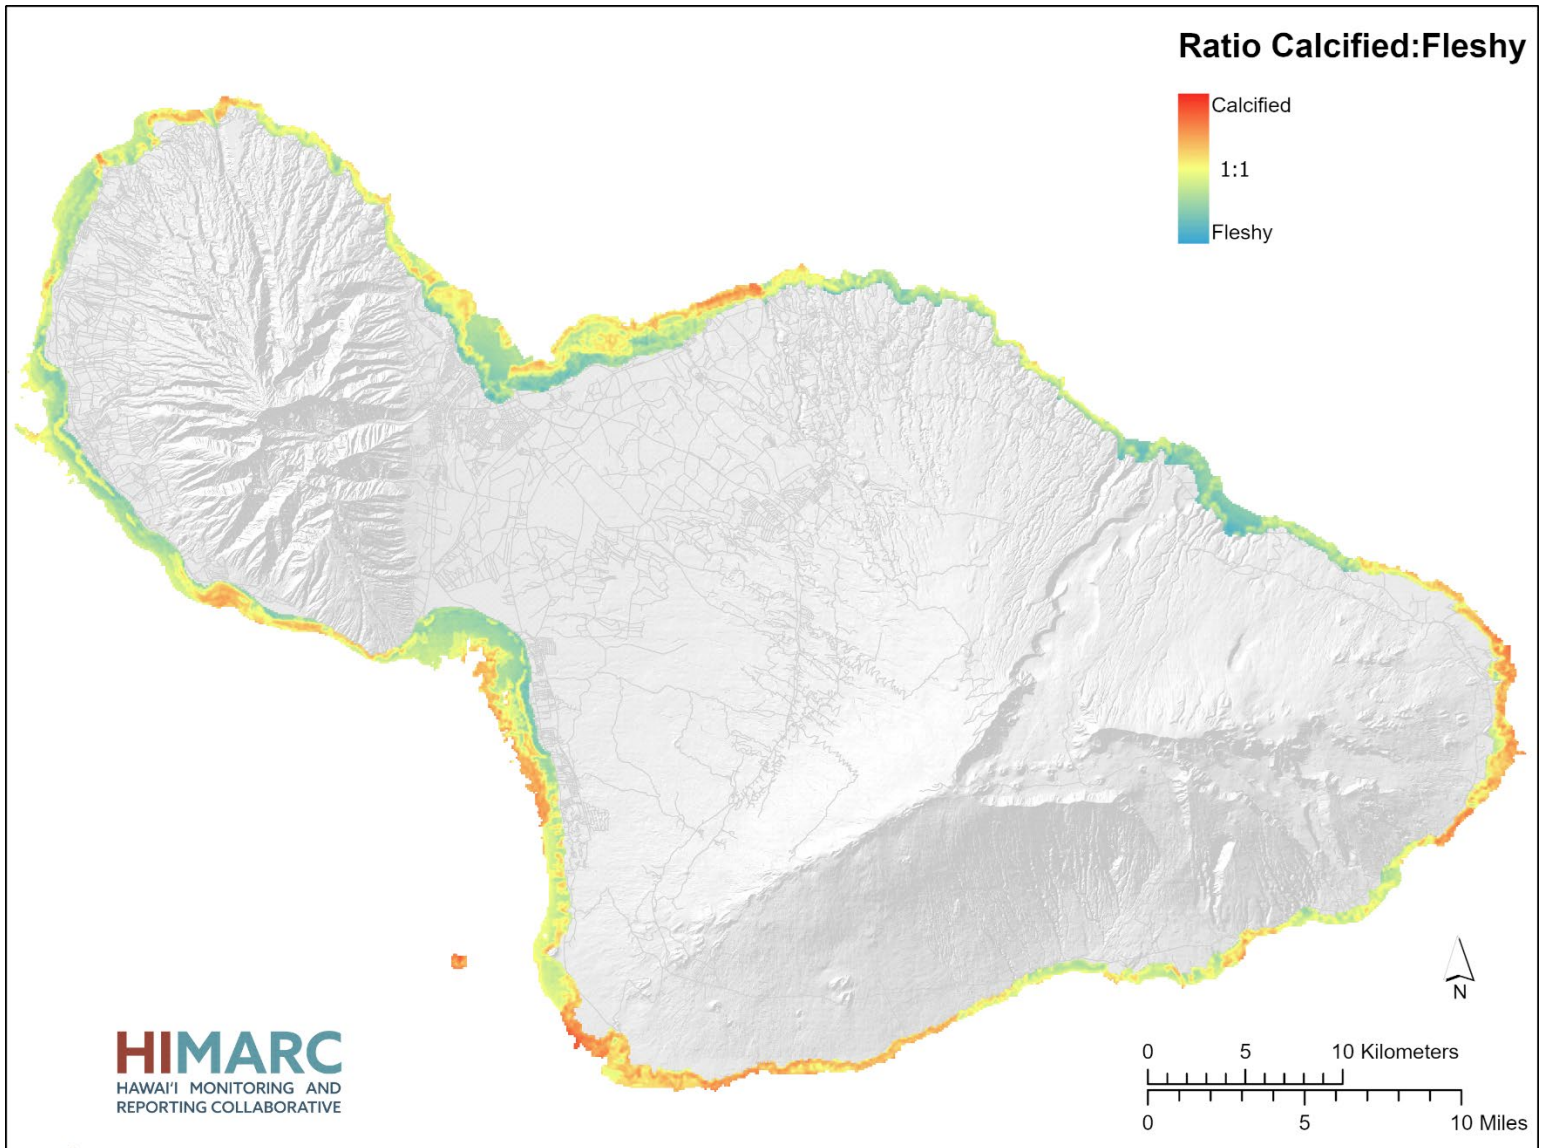 Ratio Calcified:Fleshy
Calcified
1:1
Fleshy
N
0 5 10 Kilometers
0 5 10 Miles
HIMARC
HAWAIʻI MONITORING AND
REPORTING COLLABORATIVE